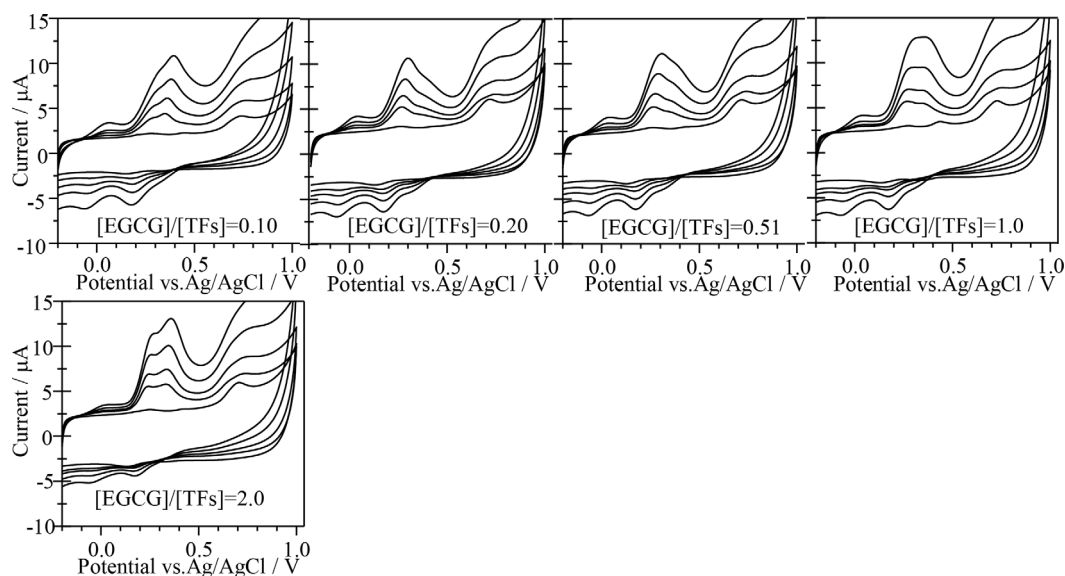 15
10
5
0
-5
-10
Current / μA
[EGCG]/[TFs]=0.10
[EGCG]/[TFs]=0.20
[EGCG]/[TFs]=0.51
[EGCG]/[TFs]=1.0
0.0 0.5 1.0
0.0 0.5 1.0
0.0 0.5 1.0
0.0 0.5 1.0
Potential vs.Ag/AgCl / V
Potential vs.Ag/AgCl / V
Potential vs.Ag/AgCl / V
Potential vs.Ag/AgCl / V
15
10
5
0
-5
-10
Current / μA
[EGCG]/[TFs]=2.0
0.0 0.5 1.0
Potential vs.Ag/AgCl / V